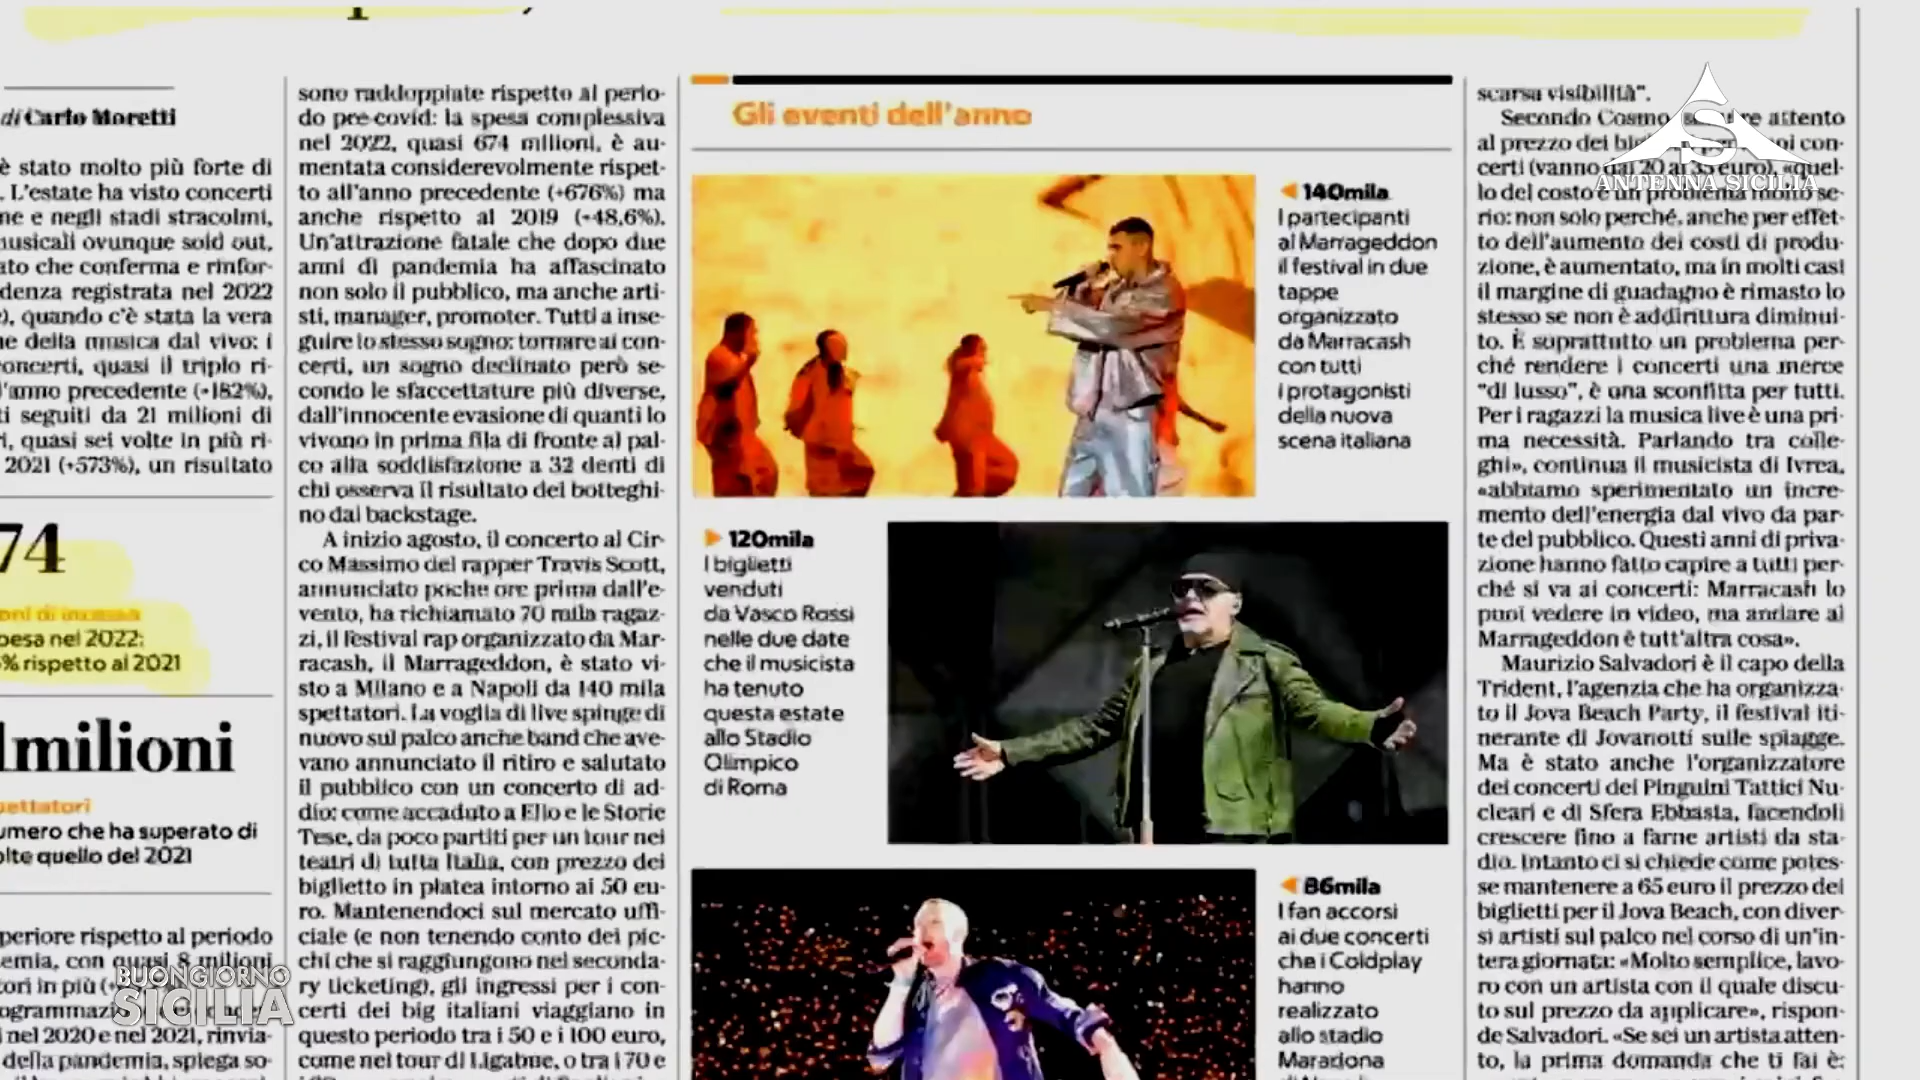 di Carlo Moretti
è stato molto più forte di
. L'estate ha visto concerti
ne e negli stadi stracolmi,
musicali ovunque sold out,
ato che conferma e rinfor-
denza registrata nel 2022
), quando c'è stata la vera
ne della musica dal vivo: i
concerti, quasi il triplo ri-
l'anno precedente (+182%),
ti seguiti da 21 milioni di
ri, quasi sei volte in più ri-
2021 (+573%), un risultato
74
oni di incasso
pesa nel 2022:
% rispetto al 2021
1milioni
pettatori
umero che ha superato di
olte quello del 2021
periore rispetto al periodo
emia, con quasi 8 milioni
tori in più
nel 2020 e nel 2021, rinvia-
della pandemia, spiega so-
sono raddoppiate rispetto al perio-
do pre-covid: la spesa complessiva
nel 2022, quasi 674 milioni, è au-
mentata considerevolmente rispet-
to all'anno precedente (+676%) ma
anche rispetto al 2019 (+48,6%).
Un'attrazione fatale che dopo due
anni di pandemia ha affascinato
non solo il pubblico, ma anche arti-
sti, manager, promoter. Tutti a inse-
guire lo stesso sogno: tornare ai con-
certi, un sogno declinato però se-
condo le sfaccettature più diverse,
dall'innocente evasione di quanti lo
vivono in prima fila di fronte al pal-
co alla soddisfazione a 32 denti di
chi osserva il risultato dei botteghi-
no dai backstage.
A inizio agosto, il concerto al Cir-
co Massimo del rapper Travis Scott,
annunciato poche ore prima dall'e-
vento, ha richiamato 70 mila ragaz-
zi, il festival rap organizzato da Mar-
racash, il Marrageddon, è stato vi-
sto a Milano e a Napoli da 140 mila
spettatori. La voglia di live spinge di
nuovo sul palco anche band che ave-
vano annunciato il ritiro e salutato
il pubblico con un concerto di ad-
dio: come accaduto a Elio e le Storie
Tese, da poco partiti per un tour nei
teatri di tutta Italia, con prezzo del
biglietto in platea intorno ai 50 eu-
ro. Mantenendoci sul mercato uffi-
ciale (e non tenendo conto dei pic-
chi che si raggiungono nel seconda-
ry ticketing), gli ingressi per i con-
certi dei big italiani viaggiano in
questo periodo tra i 50 e i 100 euro,
come nel tour di Ligabue, o tra i 70 e
Gli eventi dell'anno
140mila
I partecipanti
al Marrageddon
il festival in due
tappe
organizzato
da Marracash
con tutti
i protagonisti
della nuova
scena italiana
120mila
I biglietti
venduti
da Vasco Rossi
nelle due date
che il musicista
ha tenuto
questa estate
allo Stadio
Olimpico
di Roma
86mila
I fan accorsi
ai due concerti
che i Coldplay
hanno
realizzato
allo stadio
Maradona
scarsa visibilità".
Secondo Cosmo, sempre attento
al prezzo dei biglietti per i suoi con-
certi (vanno dai 20 ai 35 euro), «quel-
lo del costo è un problema molto se-
rio: non solo perché, anche per effet-
to dell'aumento dei costi di produ-
zione, è aumentato, ma in molti casi
il margine di guadagno è rimasto lo
stesso se non è addirittura diminui-
to. È soprattutto un problema per-
ché rendere i concerti una merce
"di lusso", è una sconfitta per tutti.
Per i ragazzi la musica live è una pri-
ma necessità. Parlando tra colle-
ghi», continua il musicista di Ivrea,
«abbiamo sperimentato un incre-
mento dell'energia dal vivo da par-
te del pubblico. Questi anni di priva-
zione hanno fatto capire a tutti per-
ché si va ai concerti: Marracash lo
puoi vedere in video, ma andare al
Marrageddon è tutt'altra cosa».
Maurizio Salvadori è il capo della
Trident, l'agenzia che ha organizza-
to il Jova Beach Party, il festival iti-
nerante di Jovanotti sulle spiagge.
Ma è stato anche l'organizzatore
dei concerti dei Pinguini Tattici Nu-
cleari e di Sfera Ebbasta, facendoli
crescere fino a farne artisti da sta-
dio. Intanto ci si chiede come potes-
se mantenere a 65 euro il prezzo dei
biglietti per il Jova Beach, con diver-
si artisti sul palco nel corso di un'in-
tera giornata: «Molto semplice, lavo-
ro con un artista con il quale discu-
to sul prezzo da applicare», rispon-
de Salvadori. «Se sei un artista atten-
to, la prima domanda che ti fai è:
S
ANTENNA SICILIA
BUONGIORNO
SICILIA